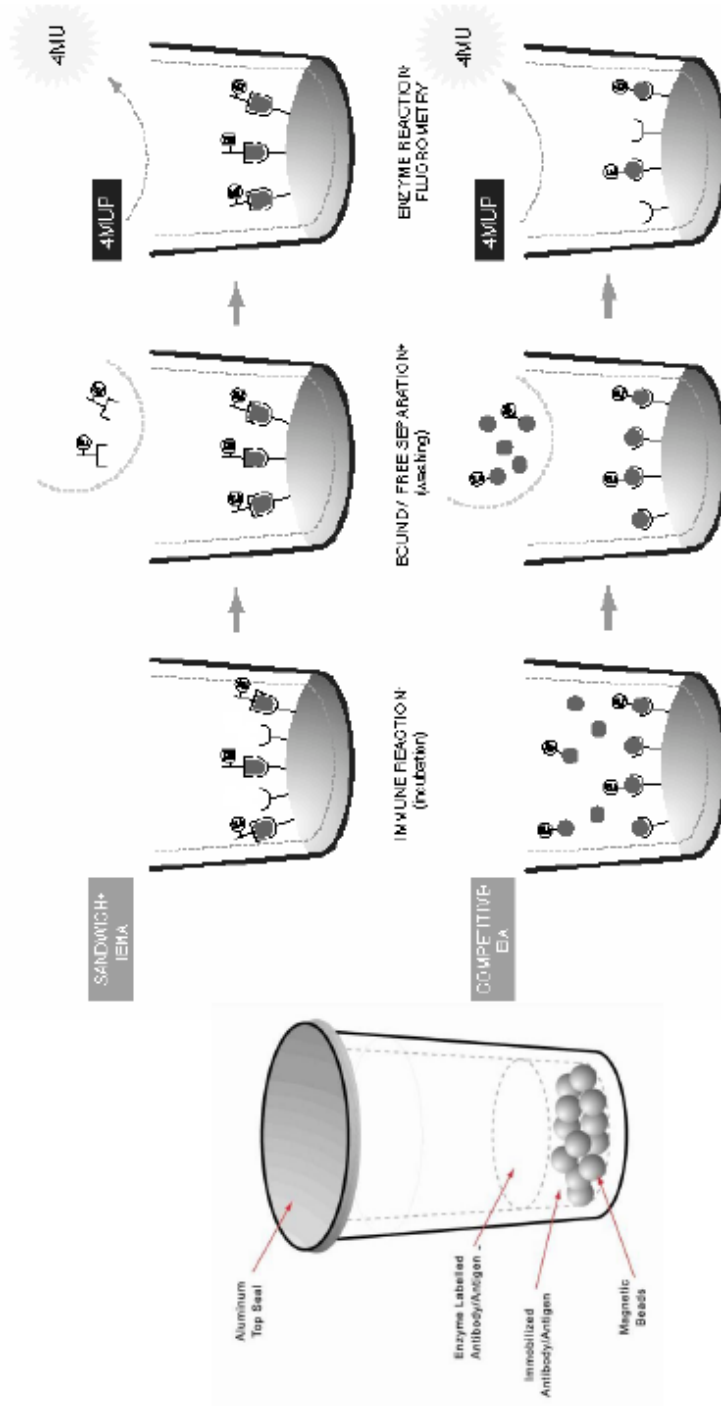 Aluminum
Top Seal
Enzyme Labelled
Antibody/Antigen
Immobilized
Antibody/Antigen
Magnetic
Beads
SANDWICH
IEMA
4MUP
4MU
IMMUNE REACTION
(incubation)
BOUND/ FREE SEPARATION
(washing)
ENZYME REACTION
FLUOROMETRY
COMPETITIVE
EIA
4MUP
4MU